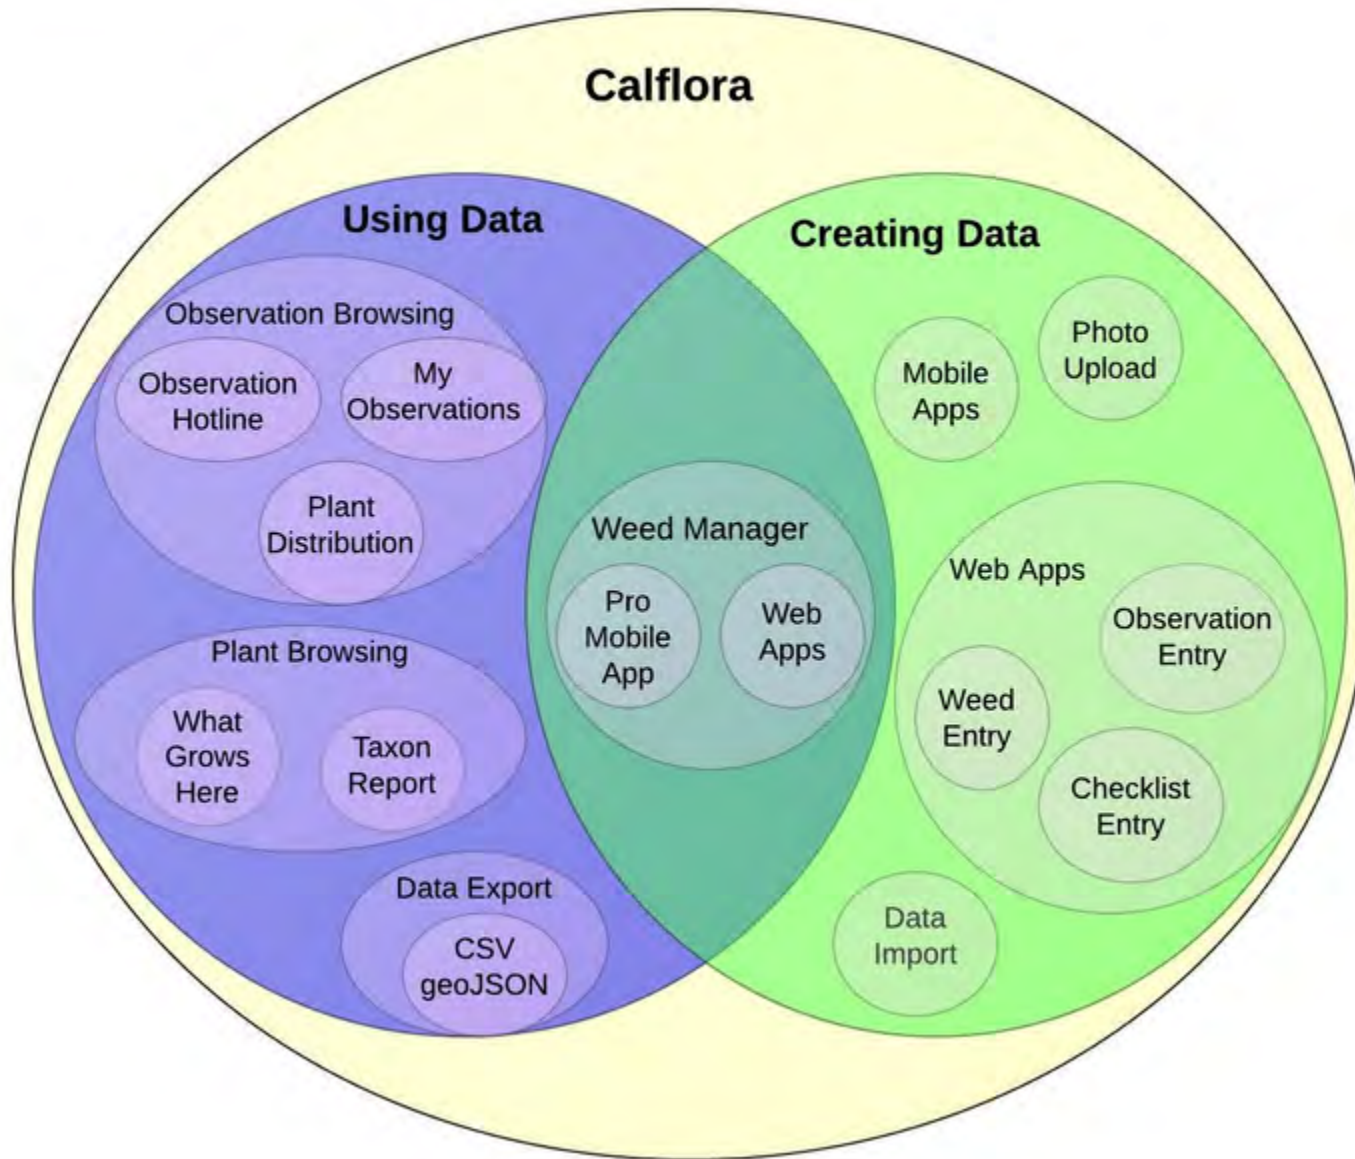 Calflora
Using Data
Observation Browsing
Observation
Hotline
My
Observations
Plant
Distribution
Plant Browsing
What
Grows
Here
Taxon
Report
Data Export
CSV
geoJSON
Weed Manager
Pro
Mobile
App
Web
Apps
Creating Data
Mobile
Apps
Photo
Upload
Web Apps
Observation
Entry
Weed
Entry
Checklist
Entry
Data
Import